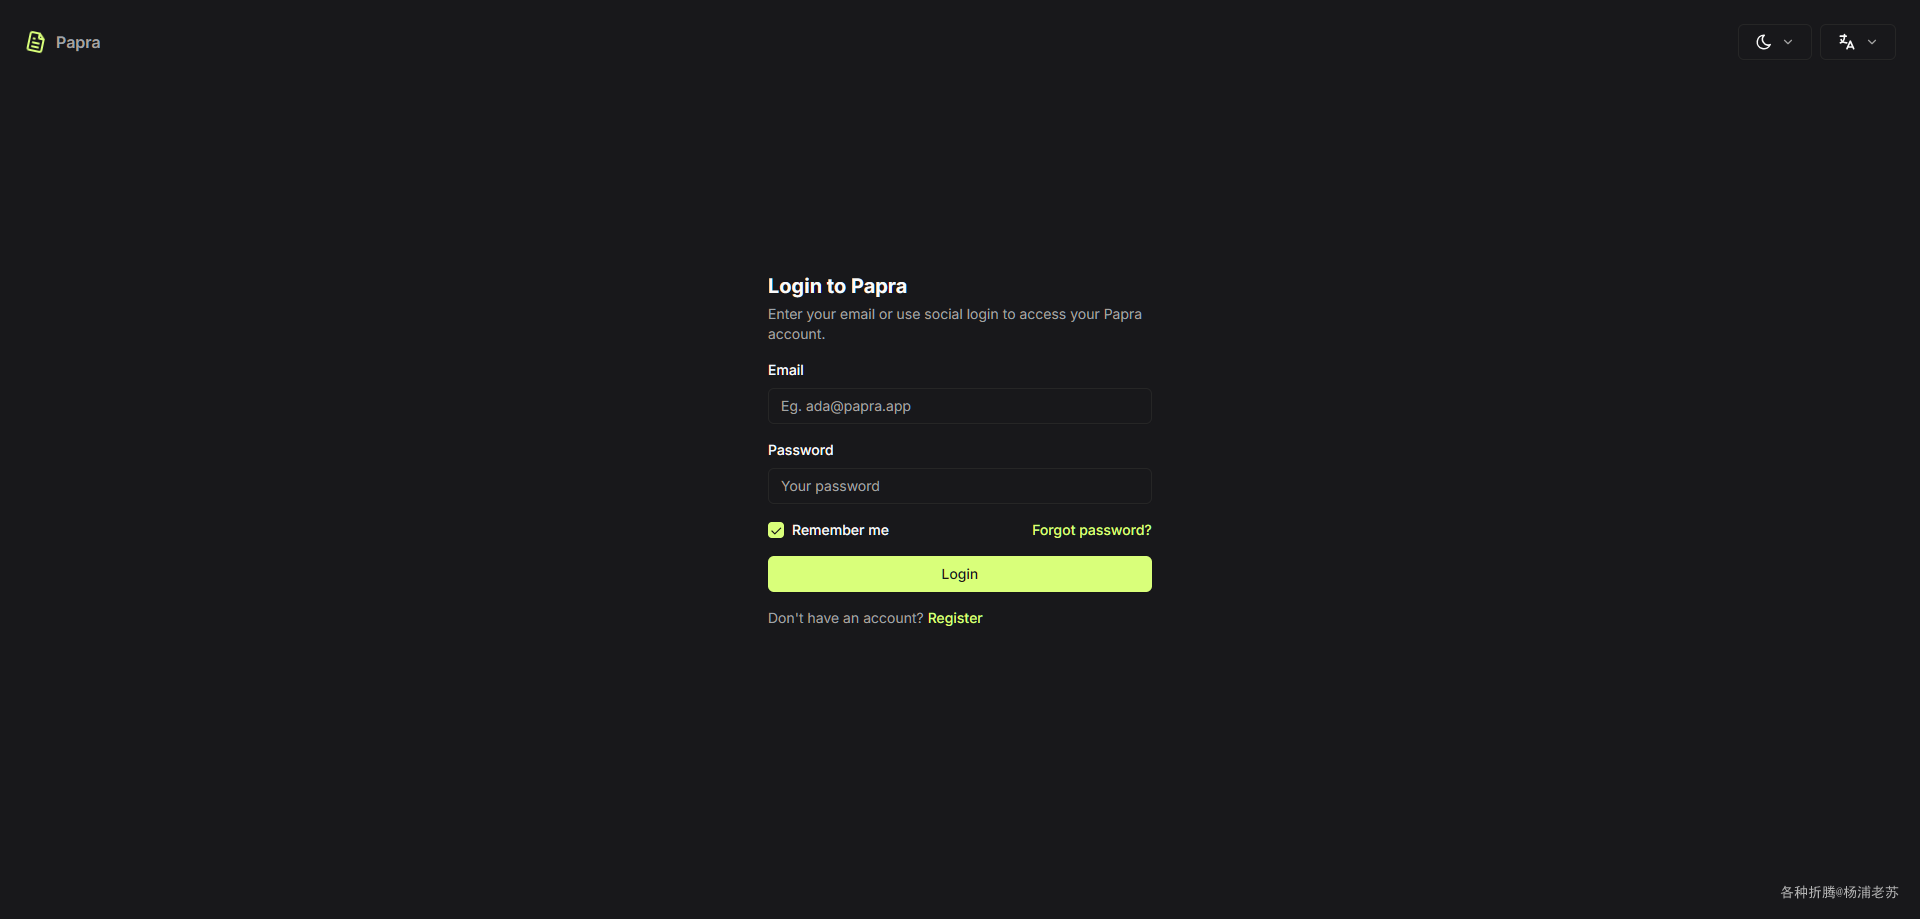 Papra
Login to Papra
Enter your email or use social login to access your Papra
account.
Email
Eg. ada@papra.app
Password
Your password
Remember me
Forgot password?
Login
Don't have an account? Register
各种折腾@杨浦老苏